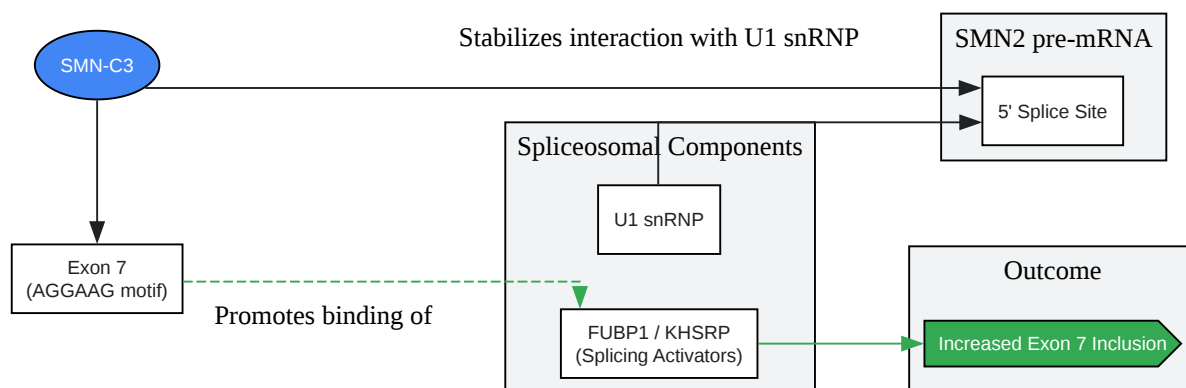 Stabilizes interaction with U1 snRNP
SMN2 pre-mRNA
SMN-C3
5' Splice Site
Spliceosomal Components
U1 snRNP
Exon 7
(AGGAAG motif)
Promotes binding of
FUBP1 / KHSRP
(Splicing Activators)
Outcome
Increased Exon 7 Inclusion